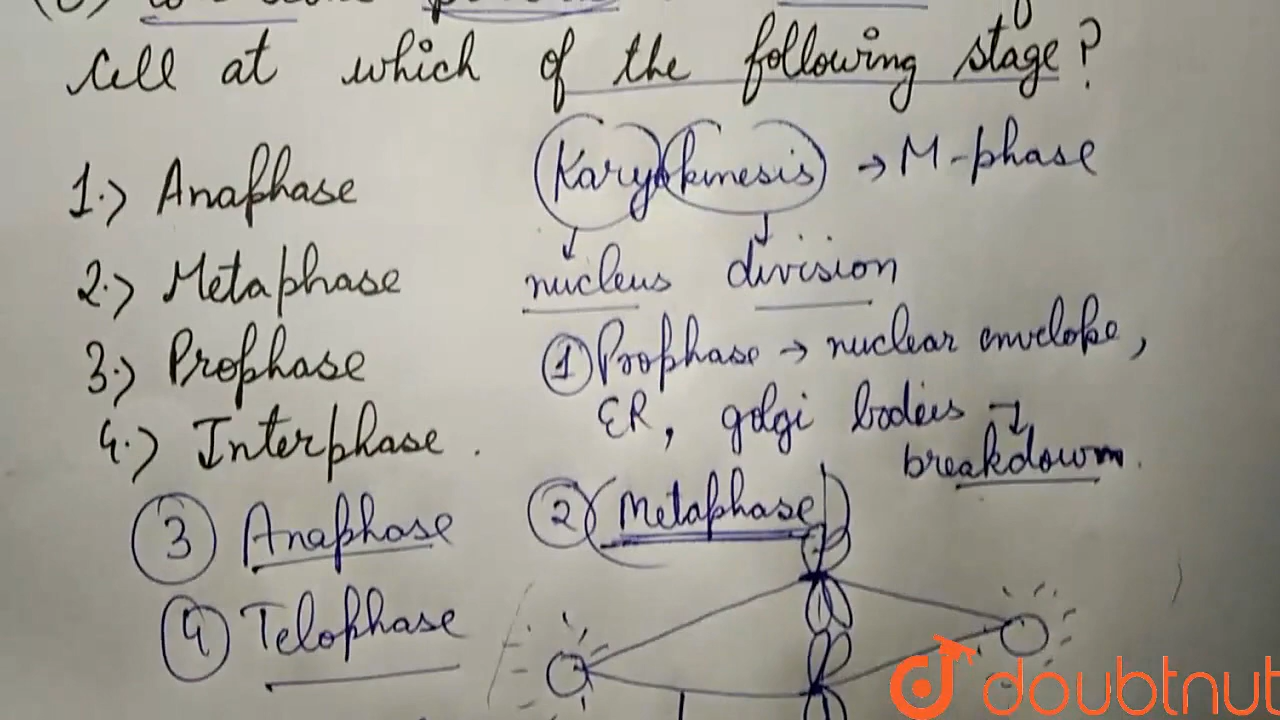 cell at which of the following stage?
1.) Anaphase
2.) Metaphase
3.) Prophase
4.) Interphase.
Karyokinesis → M-phase
nucleus division
① Prophase → nuclear envelope,
ER, golgi bodies →
breakdown.
② Metaphase
③ Anaphase
④ Telophase
doubtnut